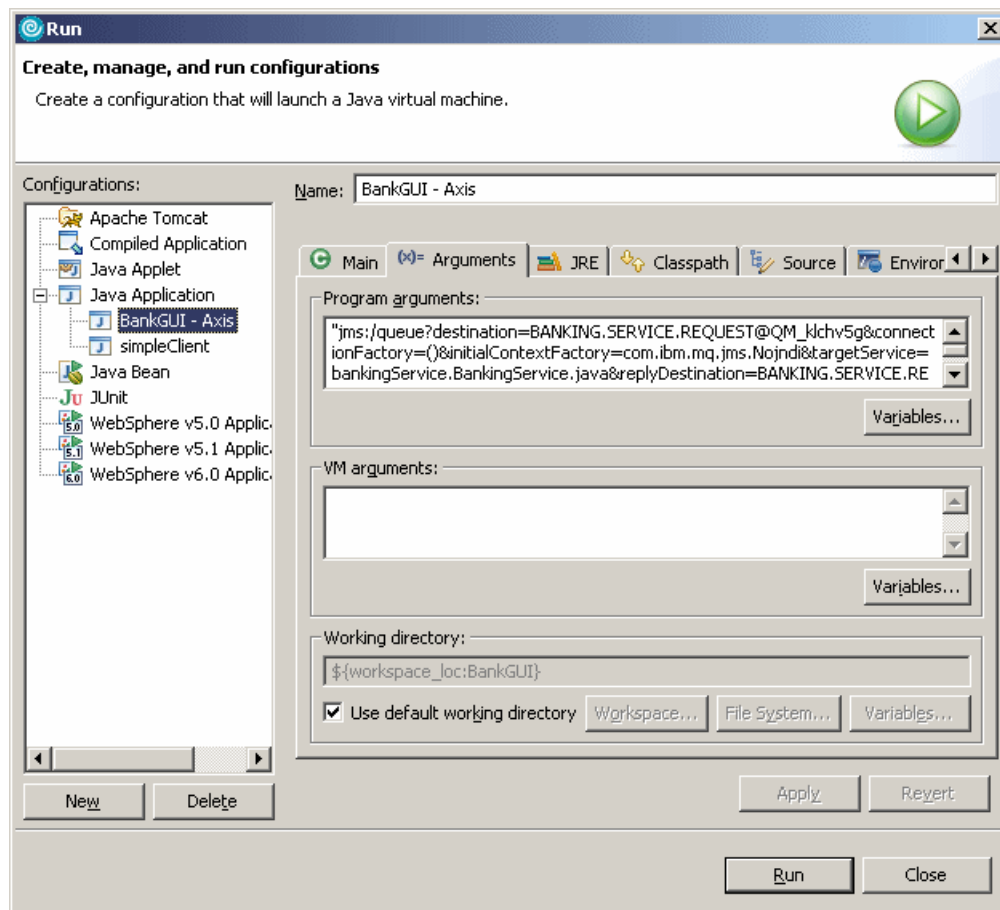 Run
Create, manage, and run configurations
Create a configuration that will launch a Java virtual machine.
Configurations:
Apache Tomcat
Compiled Application
Java Applet
Java Application
BankGUI - Axis
simpleClient
Java Bean
JUnit
WebSphere v5.0 Applic
WebSphere v5.1 Applic
WebSphere v6.0 Applic
New Delete
Name: BankGUI - Axis
Main (x)= Arguments JRE Classpath Source Enviror
Program arguments:
"jms:/queue?destination=BANKING.SERVICE.REQUEST@QM_klchv5g&connect
ionFactory=()&initialContextFactory=com.ibm.mq.jms.Nojndi&targetService=
bankingService.BankingService.java&replyDestination=BANKING.SERVICE.RE
Variables...
VM arguments:
Variables...
Working directory:
${workspace_loc:BankGUI}
Use default working directory Workspace... File System... Variables...
Apply Revert
Run Close